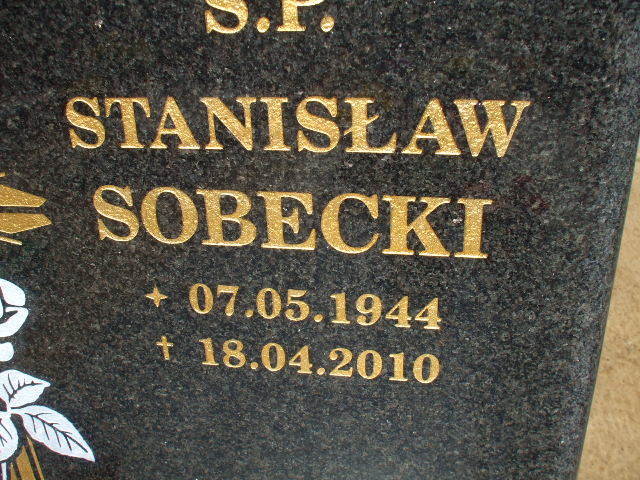 Ś.P.
STANISŁAW
SOBECKI
07.05.1944
† 18.04.2010